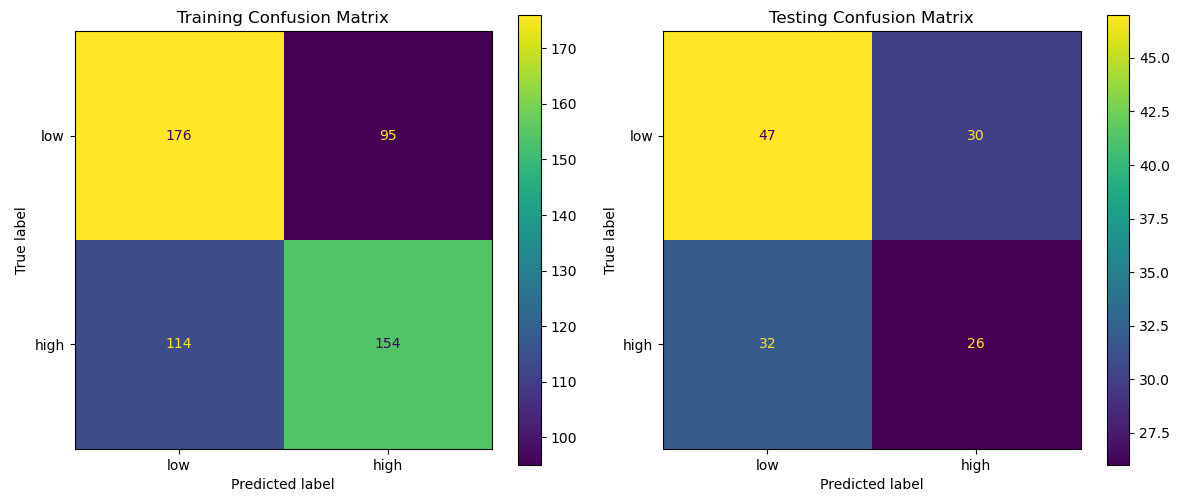 Training Confusion Matrix
low
high
True label
176
95
114
154
low
high
Predicted label
170
160
150
140
130
120
110
100
Testing Confusion Matrix
low
high
True label
47
30
32
26
low
high
Predicted label
45.0
42.5
40.0
37.5
35.0
32.5
30.0
27.5